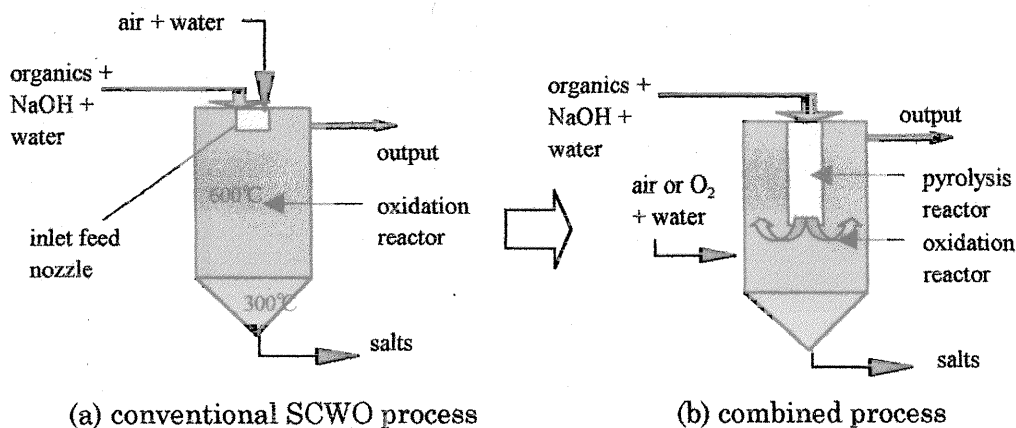 air + water
organics +
NaOH +
water
output
600℃
oxidation
reactor
inlet feed
nozzle
300℃
salts
(a) conventional SCWO process
organics +
NaOH +
water
output
air or O₂
+ water
pyrolysis
reactor
oxidation
reactor
salts
(b) combined process